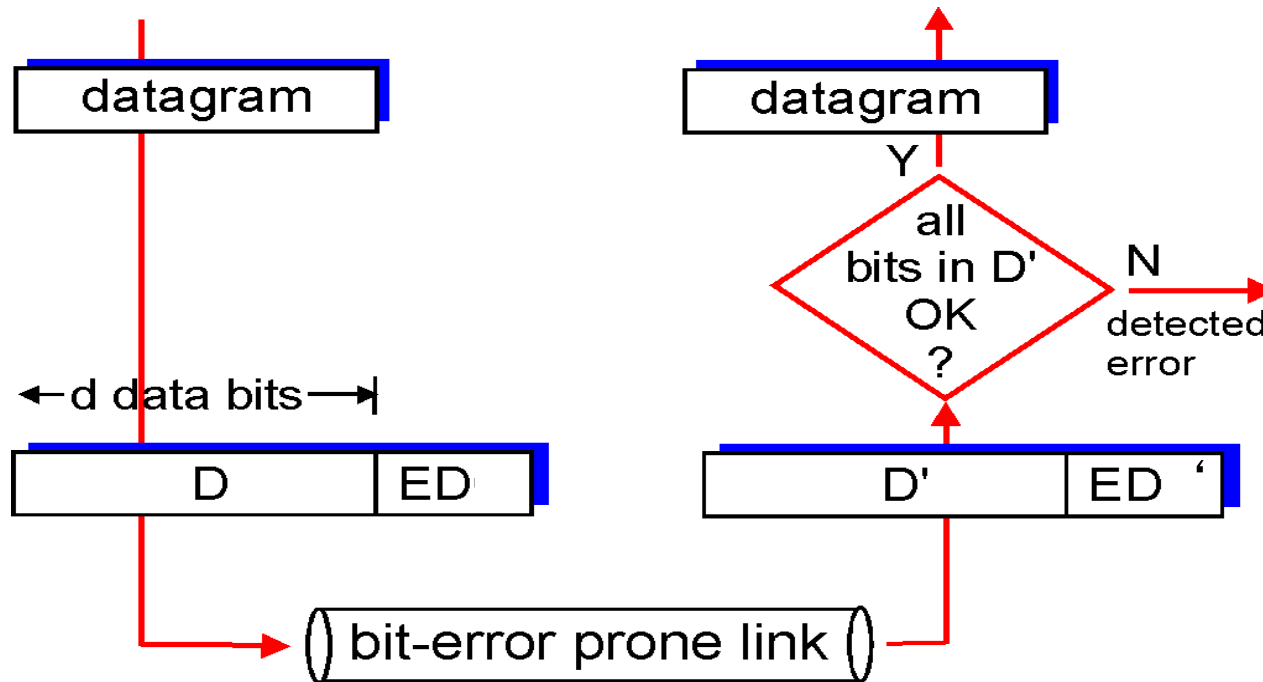 datagram
d data bits
D
ED
bit-error prone link
datagram
Y
all
bits in D'
OK
?
N
detected
error
D'
ED ‘